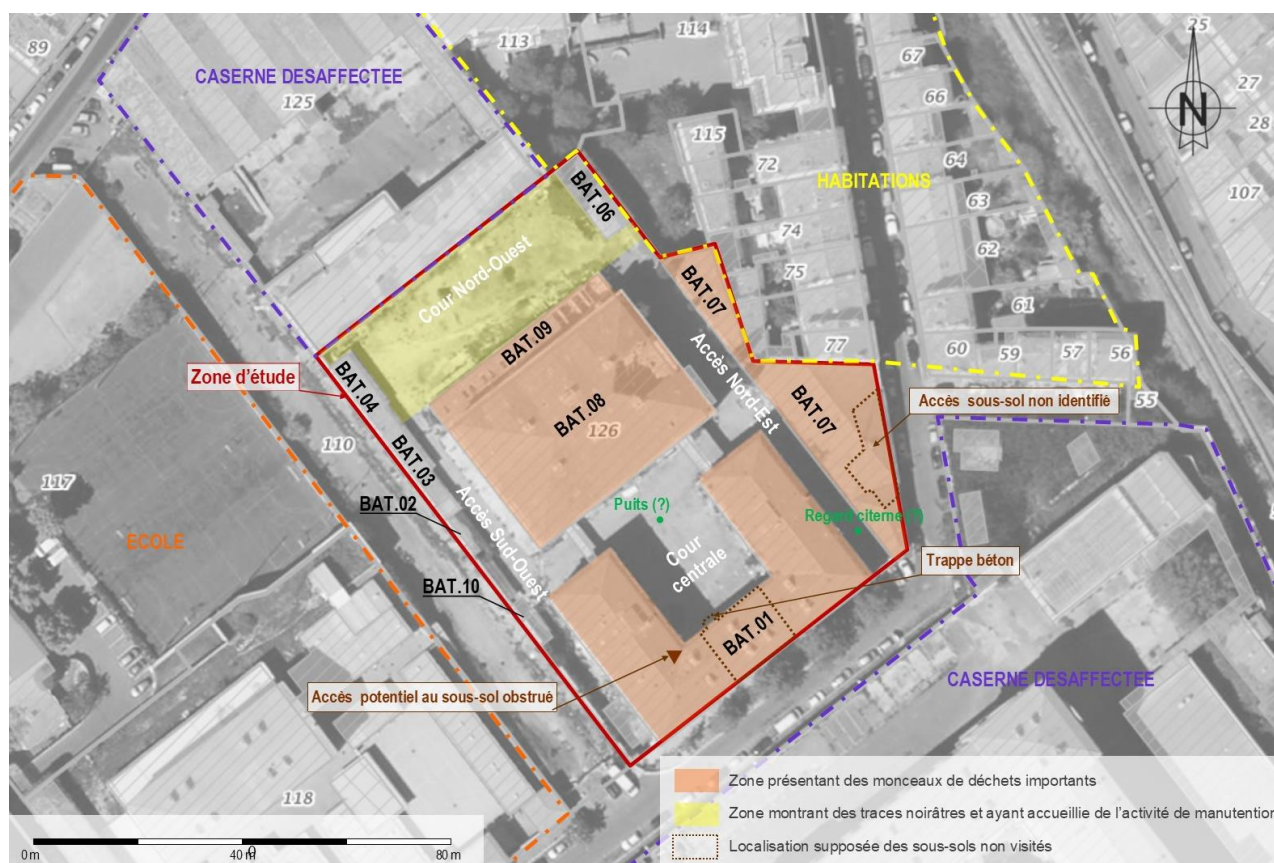 89
113
114
25
67
27
CASERNE DESAFFECTEE
66
125
28
N
115
72
64
107
BAT.06
HABITATIONS
63
74
Cour Nord-Ouest
62
75
BAT.07
61
BAT.09
77
60
59
57
56
Zone d'étude
BAT.04
Accès Nord-Est
55
Accès sous-sol non identifié
BAT.08
126
BAT.07
110
BAT.03
117
BAT.02
Accès Sud-Ouest
Puits (?)
Regard citerne (?)
ECOLE
Cour
centrale
Trappe béton
BAT.10
BAT.01
CASERNE DESAFFECTEE
Accès potentiel au sous-sol obstrué
118
Zone présentant des monceaux de déchets importants
Zone montrant des traces noirâtres et ayant accueillie de l'activité de manutention
Localisation supposée des sous-sols non visités
0 m
40 m
80 m